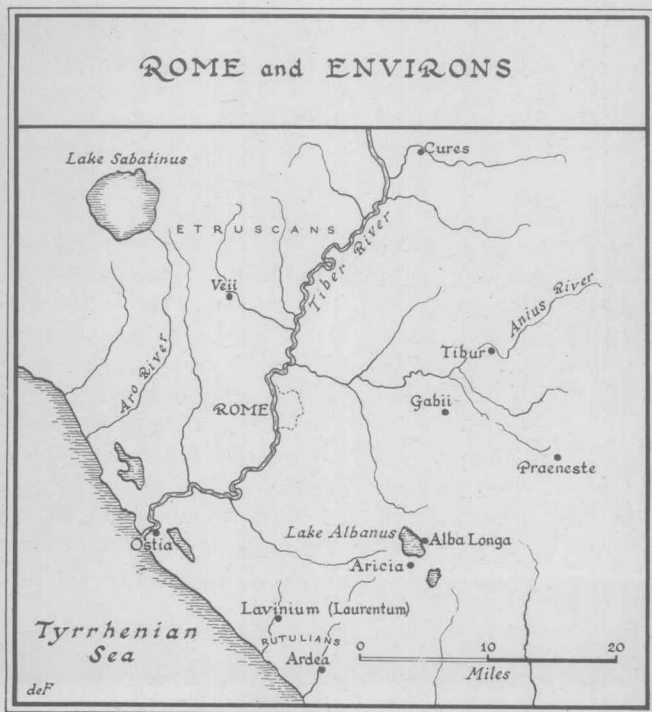 ROME and ENVIRONS
Lake Sabatinus
Cures
ETRUSCANS
Tiber River
Veii
Anius River
Tibur
Aro River
ROME
Gabii
Praeneste
Lake Albanus
Alba Longa
Ostia
Aricia
Lavinium (Laurentum)
Tyrrhenian
Sea
RUTULIANS
Ardea
0 10 20
Miles
deF